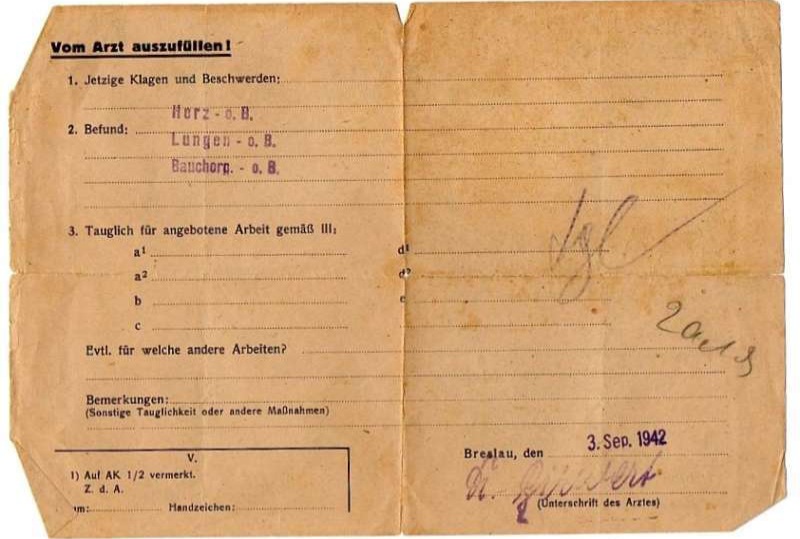 Vom Arzt auszufüllen!
1. Jetzige Klagen und Beschwerden:
Herz - o. B.
2. Befund:
Lungen - o. B.
Bauchorg. - o. B.
3. Tauglich für angebotene Arbeit gemäß III:
a¹ d¹
a² d²
b e
c
Evtl. für welche andere Arbeiten?
Bemerkungen:
(Sonstige Tauglichkeit oder andere Maßnahmen)
V.
1) Auf AK 1/2 vermerkt.
Z. d. A.
am: Handzeichen:
Breslau, den 3. Sep. 1942
Dr.
(Unterschrift des Arztes)